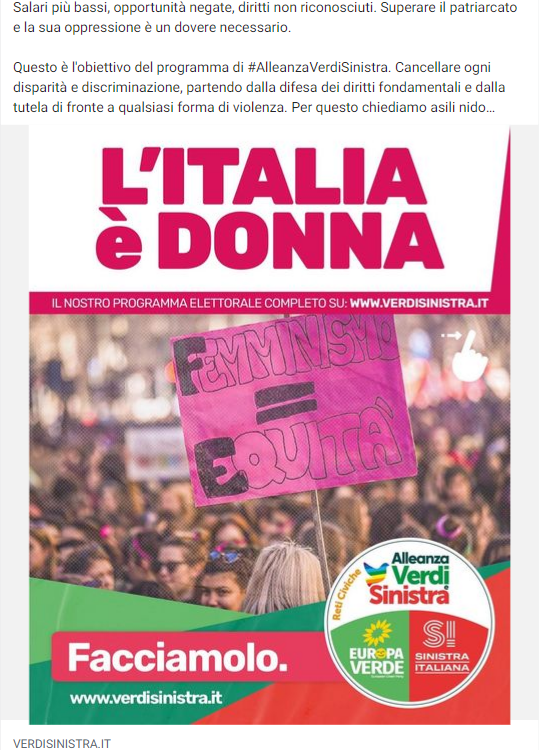 Salari più bassi, opportunità negate, diritti non riconosciuti. Superare il patriarcato
e la sua oppressione è un dovere necessario.
Questo è l'obiettivo del programma di #AlleanzaVerdiSinistra. Cancellare ogni
disparità e discriminazione, partendo dalla difesa dei diritti fondamentali e dalla
tutela di fronte a qualsiasi forma di violenza. Per questo chiediamo asili nido...
L'ITALIA
è DONNA
IL NOSTRO PROGRAMMA ELETTORALE COMPLETO SU: WWW.VERDISINISTRA.IT
FEMMINISMO
=
EQUITA'
Reti Civiche
Alleanza
Verdi
Sinistra
EUROPA
VERDE
SI
SINISTRA
ITALIANA
Facciamolo.
www.verdisinistra.it
VERDISINISTRA.IT